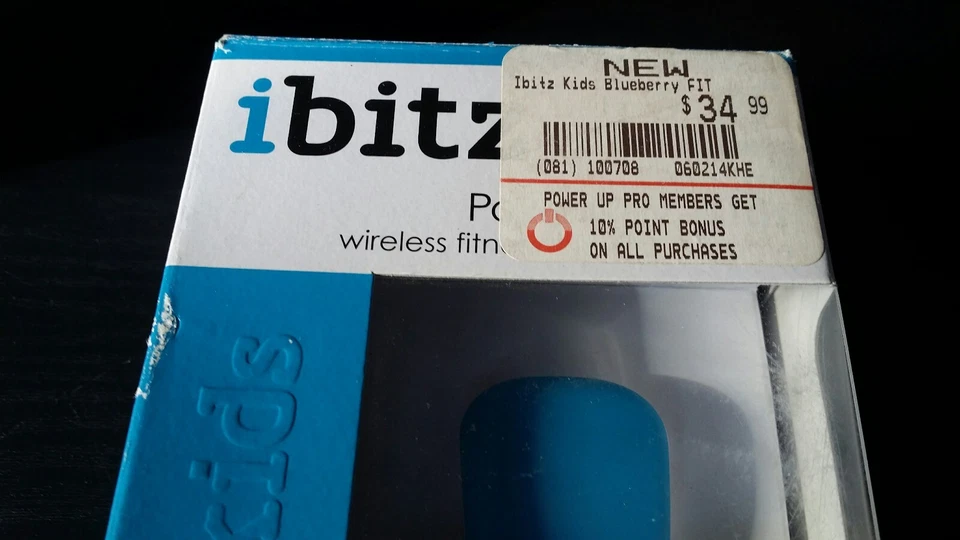 ibitz
Po
wireless fitn
kids
NEW
Ibitz Kids Blueberry FIT
$34 99
(081) 100708 060214KHE
POWER UP PRO MEMBERS GET
10% POINT BONUS
ON ALL PURCHASES